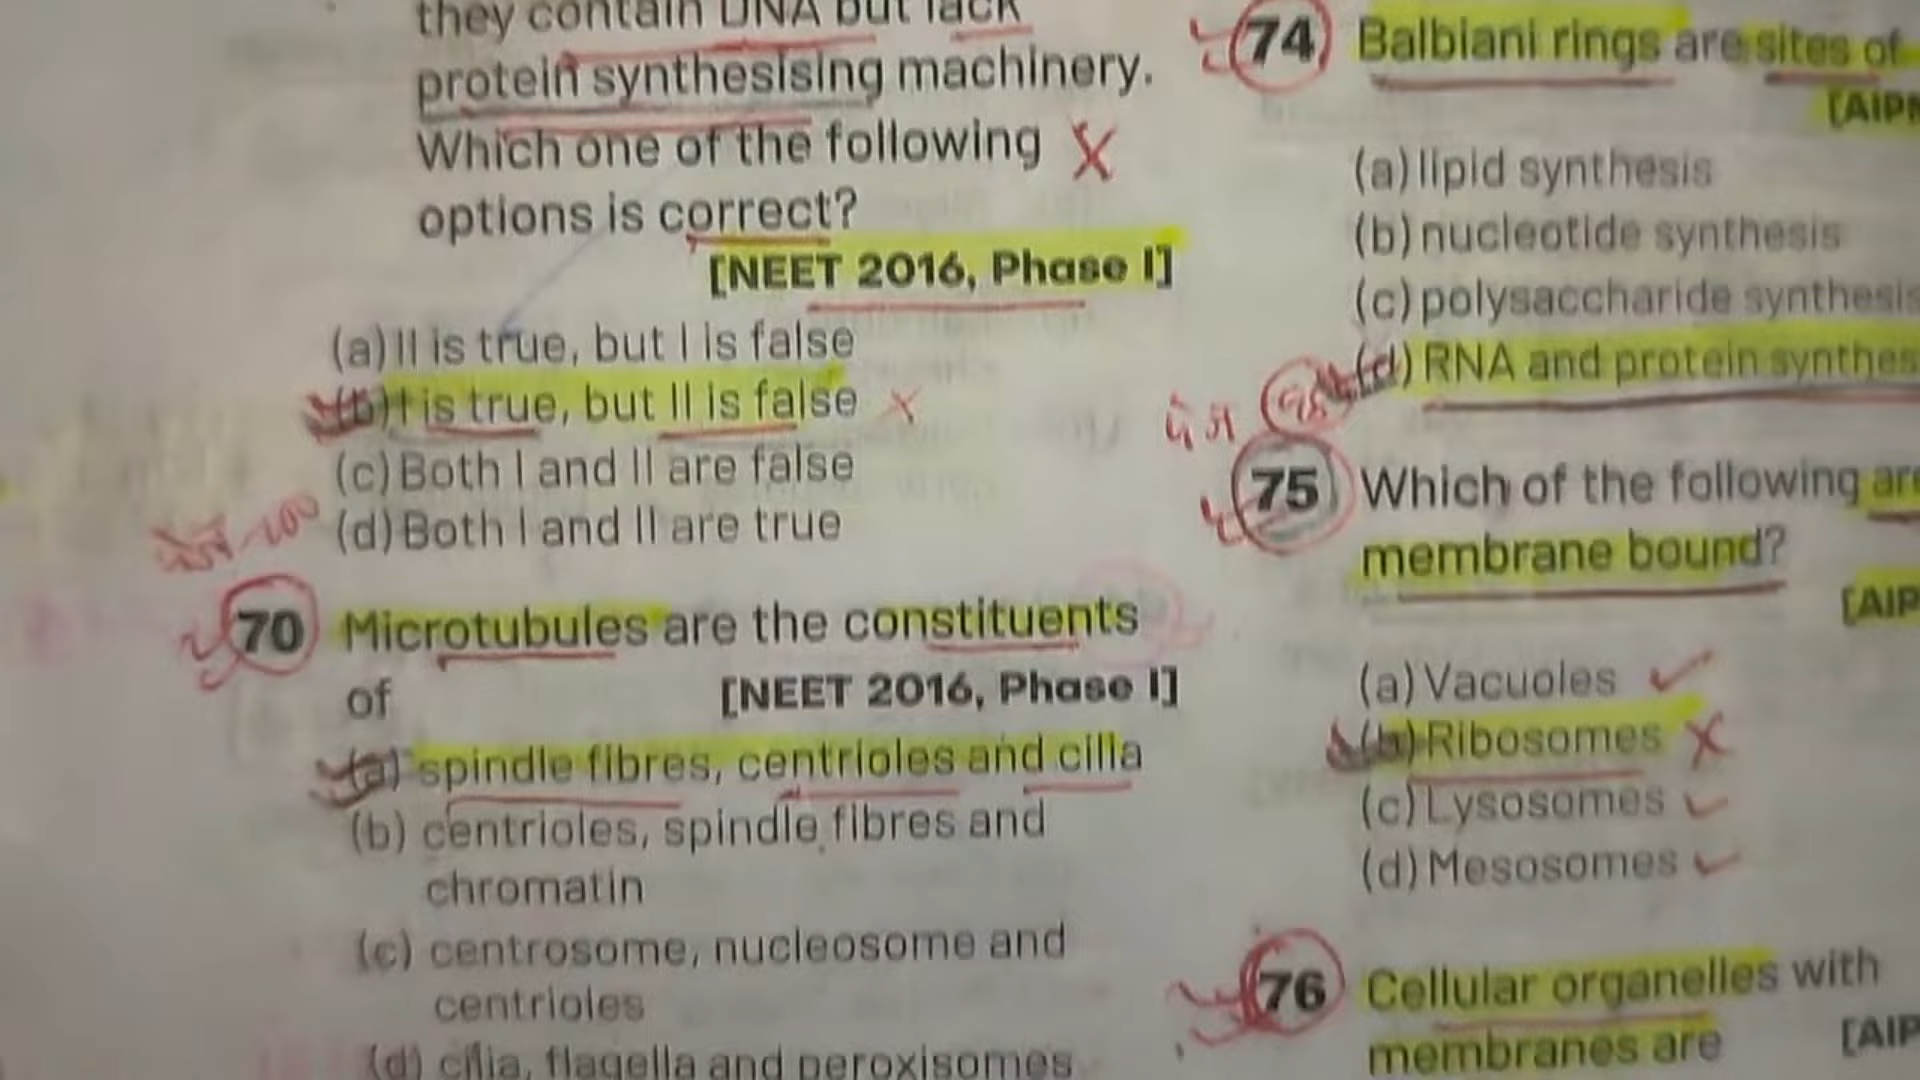 they contain DNA but lack
protein synthesising machinery.
Which one of the following
options is correct?
[NEET 2016, Phase I]
(a) II is true, but I is false
(b) I is true, but II is false
(c) Both I and II are false
(d) Both I and II are true
70 Microtubules are the constituents
of [NEET 2016, Phase I]
(a) spindle fibres, centrioles and cilia
(b) centrioles, spindle fibres and
chromatin
(c) centrosome, nucleosome and
centrioles
(d) cilia, flagella and peroxisomes
74 Balbiani rings are sites of
(a) lipid synthesis
(b) nucleotide synthesis
(c) polysaccharide synthesis
(d) RNA and protein
75 Which of the following are
membrane bound?
(a) Vacuoles
(b) Ribosomes
(c) Lysosomes
(d) Mesosomes
76 Cellular organelles with
membranes are